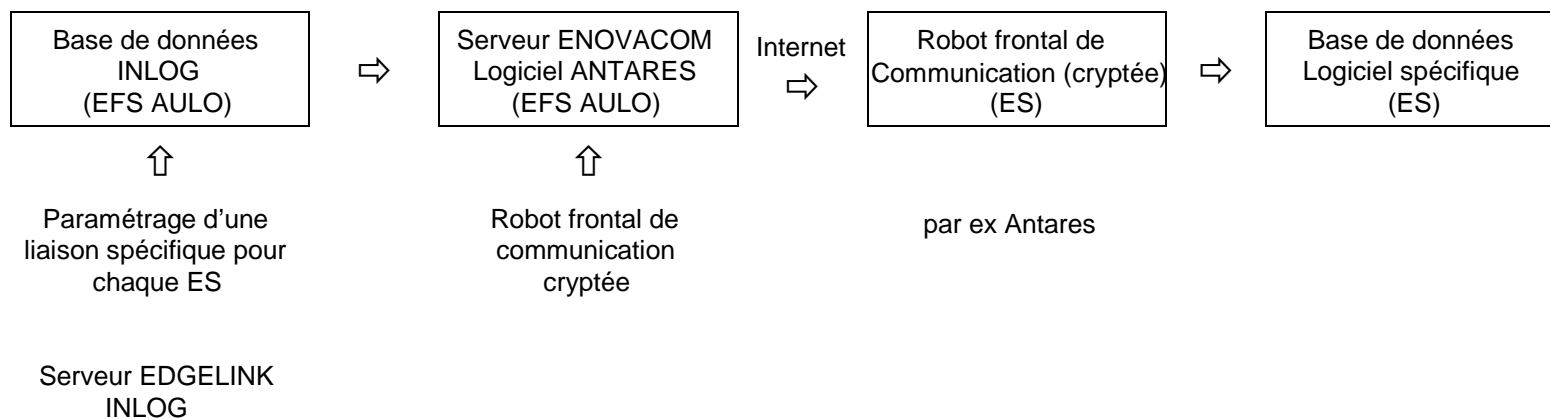 Base de données
INLOG
(EFS AULO)
Serveur ENOVACOM
Logiciel ANTARES
(EFS AULO)
Internet
Robot frontal de
Communication (cryptée)
(ES)
Base de données
Logiciel spécifique
(ES)
Paramétrage d’une
liaison spécifique pour
chaque ES
Robot frontal de
communication
cryptée
par ex Antares
Serveur EDGELINK
INLOG